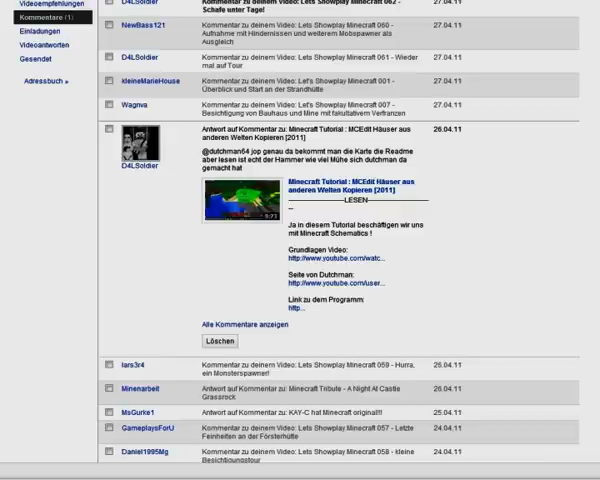 Videoempfehlungen
Kommentare (1)
Einladungen
Videoantworten
Gesendet
Adressbuch »
D4LSoldier
Kommentar zu deinem Video: Lets Showplay Minecraft 062 -
Schafe unter Tage!
27.04.11
NewBass121
Kommentar zu deinem Video: Lets Showplay Minecraft 060 -
Aufnahme mit Hindernissen und weiterem Mobspawner als
Ausgleich
27.04.11
D4LSoldier
Kommentar zu deinem Video: Lets Showplay Minecraft 061 - Wieder
mal auf Tour
27.04.11
kleineMarieHouse
Kommentar zu deinem Video: Let's Showplay Minecraft 001 -
Überblick und Start an der Strandhütte
27.04.11
Wagnva
Kommentar zu deinem Video: Let's Showplay Minecraft 007 -
Besichtigung von Bauhaus und Mine mit fakultativem Verfranzen
27.04.11
D4LSoldier
Antwort auf Kommentar zu: Minecraft Tutorial : MCEdit Häuser aus
anderen Welten Kopieren [2011]
26.04.11
@dutchman64 jop genau da bekommt man die Karte die Readme
aber lesen ist echt der Hammer wie viel Mühe sich dutchman da
gemacht hat
Minecraft Tutorial : MCEdit Häuser aus
anderen Welten Kopieren [2011]
--------------------LESEN----------------------
--
Ja in diesem Tutorial beschäftigen wir uns
mit Minecraft Schematics !
Grundlagen Video:
http://www.youtube.com/watc...
Seite von Dutchman:
http://www.youtube.com/user...
Link zu dem Programm:
http...
Alle Kommentare anzeigen
Löschen
lars3r4
Kommentar zu deinem Video: Lets Showplay Minecraft 059 - Hurra,
ein Monsterspawner!
26.04.11
Minenarbeit
Antwort auf Kommentar zu: Minecraft Tribute - A Night At Castle
Grassrock
26.04.11
MsGurke1
Antwort auf Kommentar zu: KAY-C hat Minecraft original!!!
25.04.11
GameplaysForU
Kommentar zu deinem Video: Lets Showplay Minecraft 057 - Letzte
Feinheiten an der Försterhütte
24.04.11
Daniel1995Mg
Kommentar zu deinem Video: Lets Showplay Minecraft 058 - kleine
Besichtigungstour
24.04.11